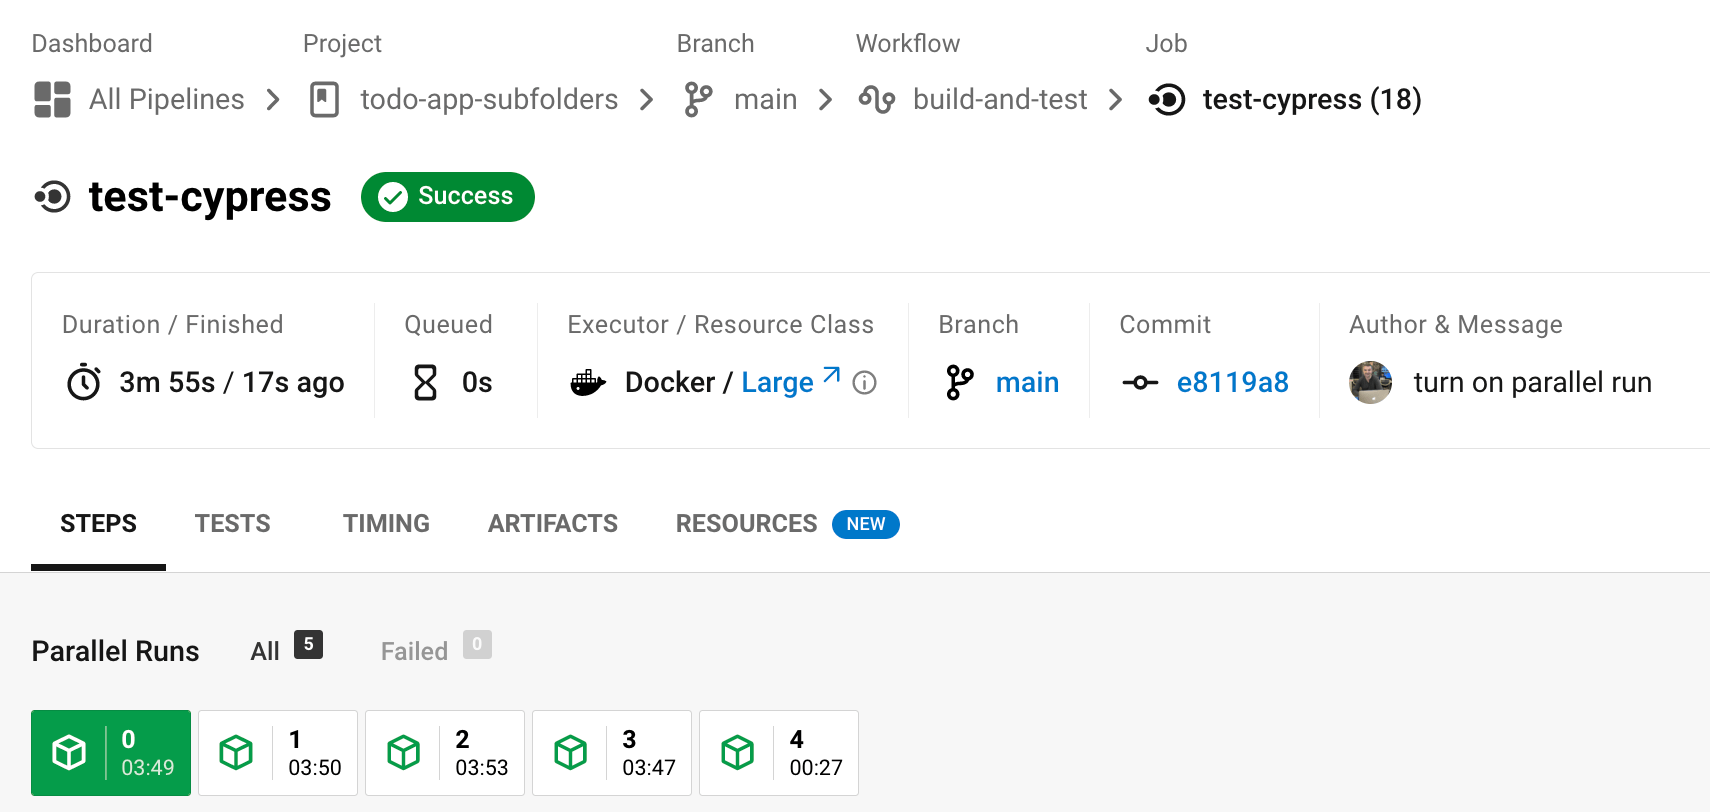 Dashboard Project Branch Workflow Job
All Pipelines todo-app-subfolders main build-and-test test-cypress (18)
test-cypress Success
Duration / Finished Queued Executor / Resource Class Branch Commit Author & Message
3m 55s / 17s ago 0s Docker / Large main e8119a8 turn on parallel run
STEPS TESTS TIMING ARTIFACTS RESOURCES NEW
Parallel Runs All 5 Failed 0
0 1 2 3 4
03:49 03:50 03:53 03:47 00:27